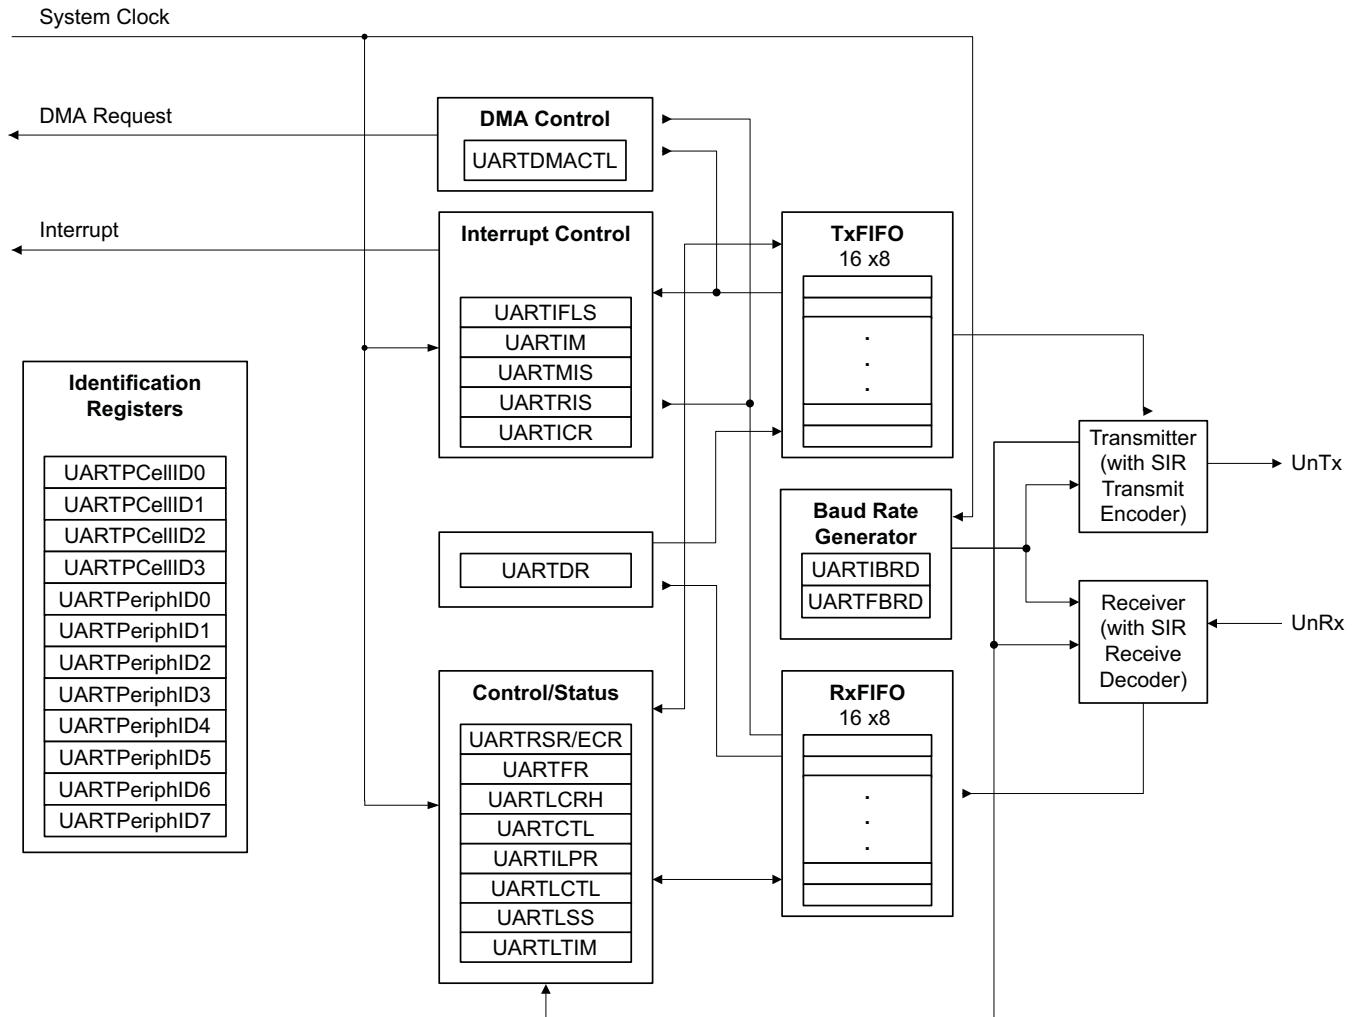 System Clock
DMA Request
DMA Control
UARTDMACTL
Interrupt
Interrupt Control
UARTIFLS
UARTIM
UARTMIS
UARTRIS
UARTICR
TxFIFO
16 x8
.
.
.
Identification
Registers
UARTPCellID0
UARTPCellID1
UARTPCellID2
UARTPCellID3
UARTPeriphID0
UARTPeriphID1
UARTPeriphID2
UARTPeriphID3
UARTPeriphID4
UARTPeriphID5
UARTPeriphID6
UARTPeriphID7
UARTDR
Baud Rate
Generator
UARTIBRD
UARTFBRD
Transmitter
(with SIR
Transmit
Encoder)
UnTx
Receiver
(with SIR
Receive
Decoder)
UnRx
Control/Status
UARTRSR/ECR
UARTFR
UARTLCRH
UARTCTL
UARTILPR
UARTLCTL
UARTLSS
UARTLTIM
RxFIFO
16 x8
.
.
.